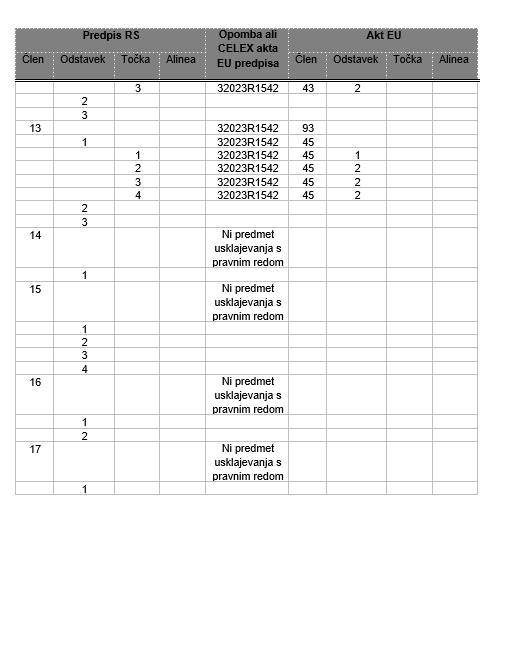 Predpis RS Opomba ali CELEX akta EU predpisa Akt EU
Člen Odstavek Točka Alinea Člen Odstavek Točka Alinea
3 32023R1542 43 2
2
3
13 32023R1542 93
1 32023R1542 45
1 32023R1542 45 1
2 32023R1542 45 2
3 32023R1542 45 2
4 32023R1542 45 2
2
3
14 Ni predmet
usklajevanja s
pravnim redom
1
15 Ni predmet
usklajevanja s
pravnim redom
1
2
3
4
16 Ni predmet
usklajevanja s
pravnim redom
1
2
17 Ni predmet
usklajevanja s
pravnim redom
1